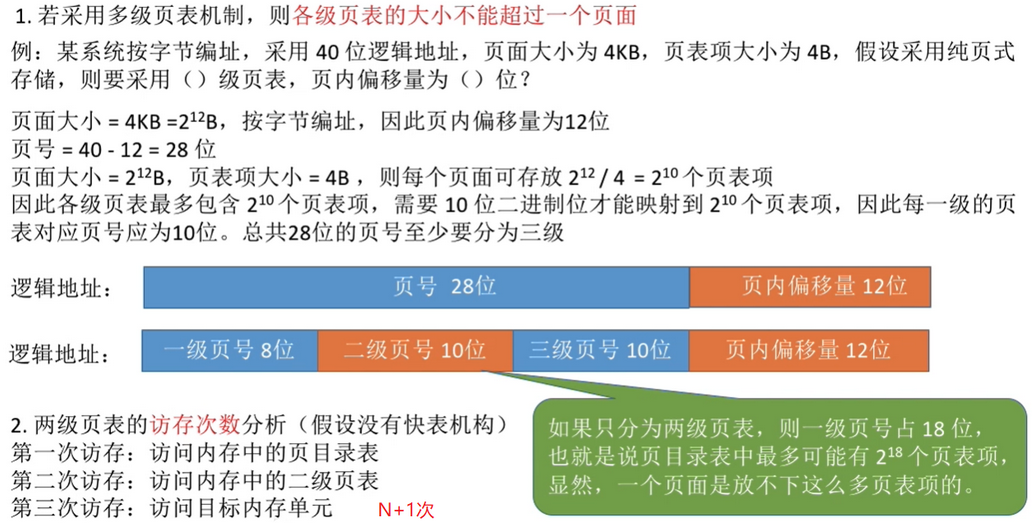 1. 若采用多级页表机制，则各级页表的大小不能超过一个页面
例：某系统按字节编址，采用 40 位逻辑地址，页面大小为 4KB，页表项大小为 4B，假设采用纯页式
存储，则要采用（）级页表，页内偏移量为（）位？
页面大小 = 4KB =2¹²B，按字节编址，因此页内偏移量为12位
页号 = 40 - 12 = 28 位
页面大小 = 2¹²B，页表项大小 = 4B ，则每个页面可存放 2¹² / 4 = 2¹⁰ 个页表项
因此各级页表最多包含 2¹⁰ 个页表项，需要 10 位二进制位才能映射到 2¹⁰ 个页表项，因此每一级的页
表对应页号应为10位。总共28位的页号至少要分为三级
逻辑地址： 页号 28位 页内偏移量 12位
逻辑地址： 一级页号 8位 二级页号 10位 三级页号 10位 页内偏移量 12位
2. 两级页表的访存次数分析（假设没有快表机构）
第一次访存：访问内存中的页目录表
第二次访存：访问内存中的二级页表
第三次访存：访问目标内存单元 N+1次
如果只分为两级页表，则一级页号占 18 位，
也就是说页目录表中最多可能有 2¹⁸ 个页表项，
显然，一个页面是放不下这么多页表项的。